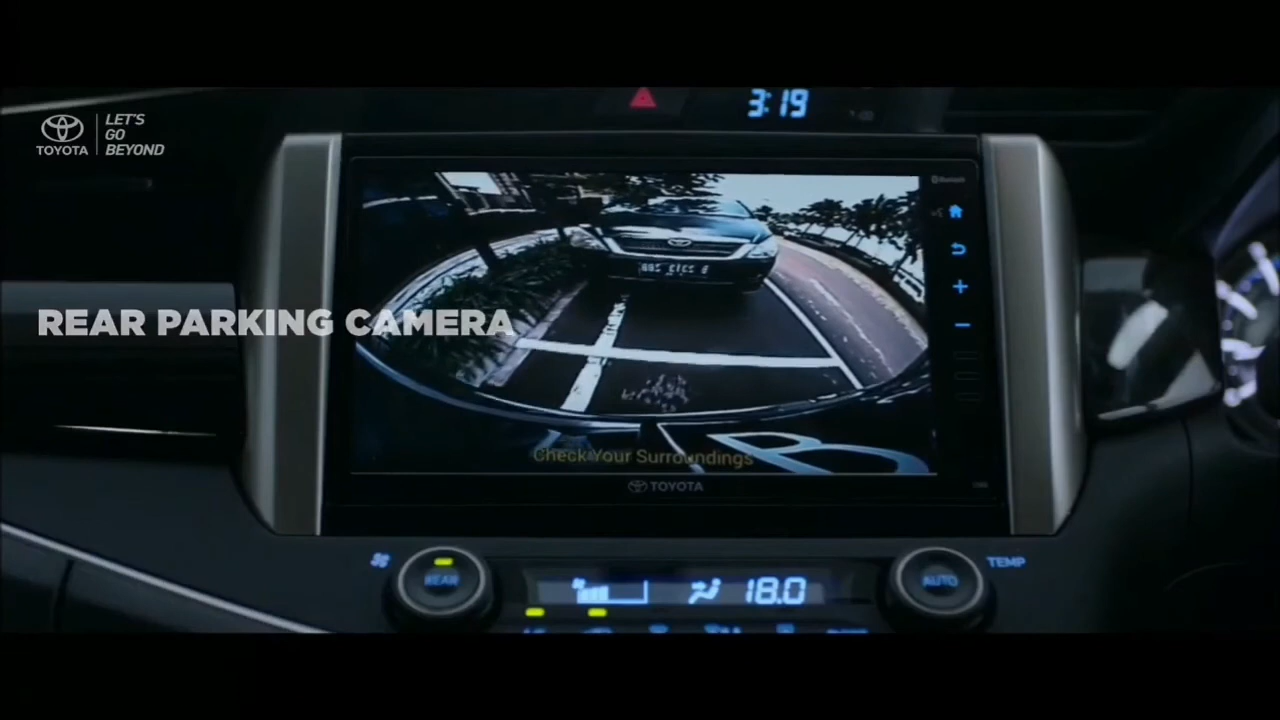 3:19
TOYOTA
LET'S
GO
BEYOND
REAR PARKING CAMERA
Check Your Surroundings
TOYOTA
REAR
18.0
AUTO
TEMP